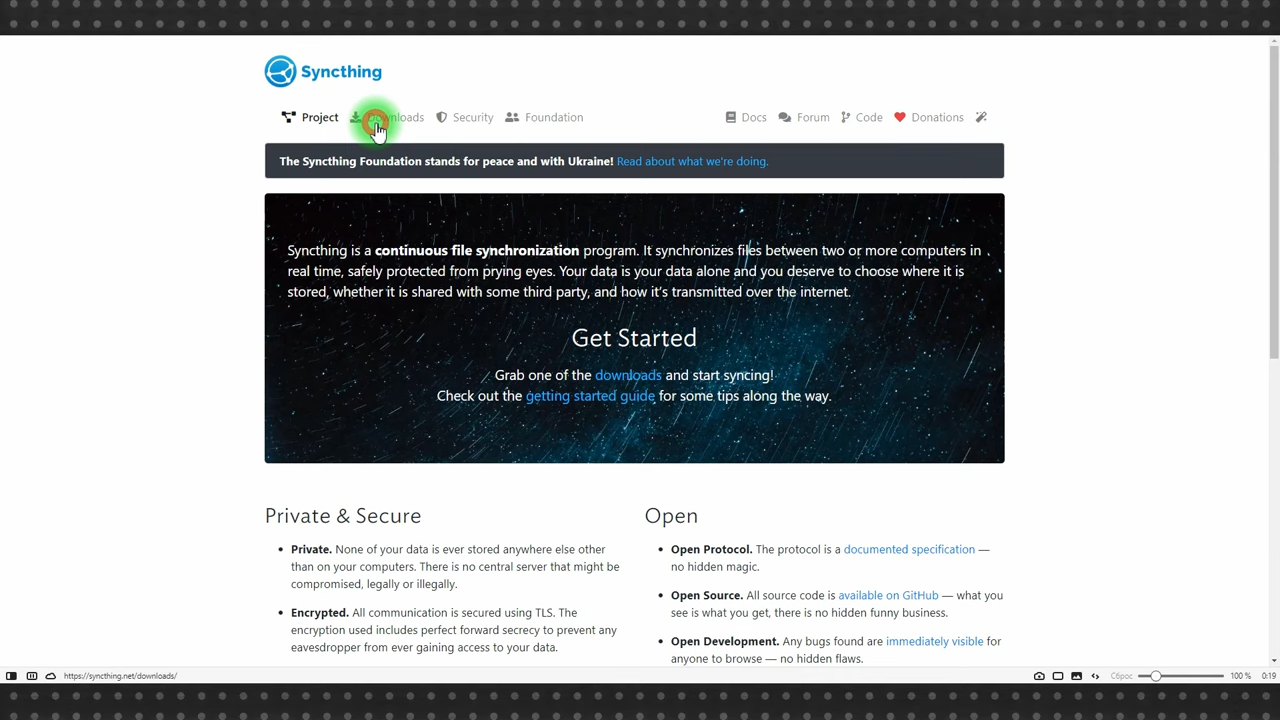 Syncthing
Project Downloads Security Foundation Docs Forum Code Donations
The Syncthing Foundation stands for peace and with Ukraine! Read about what we're doing.
Syncthing is a continuous file synchronization program. It synchronizes files between two or more computers in
real time, safely protected from prying eyes. Your data is your data alone and you deserve to choose where it is
stored, whether it is shared with some third party, and how it's transmitted over the internet.
Get Started
Grab one of the downloads and start syncing!
Check out the getting started guide for some tips along the way.
Private & Secure
• Private. None of your data is ever stored anywhere else other
than on your computers. There is no central server that might be
compromised, legally or illegally.
• Encrypted. All communication is secured using TLS. The
encryption used includes perfect forward secrecy to prevent any
eavesdropper from ever gaining access to your data.
Open
• Open Protocol. The protocol is a documented specification —
no hidden magic.
• Open Source. All source code is available on GitHub — what you
see is what you get, there is no hidden funny business.
• Open Development. Any bugs found are immediately visible for
anyone to browse — no hidden flaws.
https://syncthing.net/downloads/ Сброс 100 % 0:19